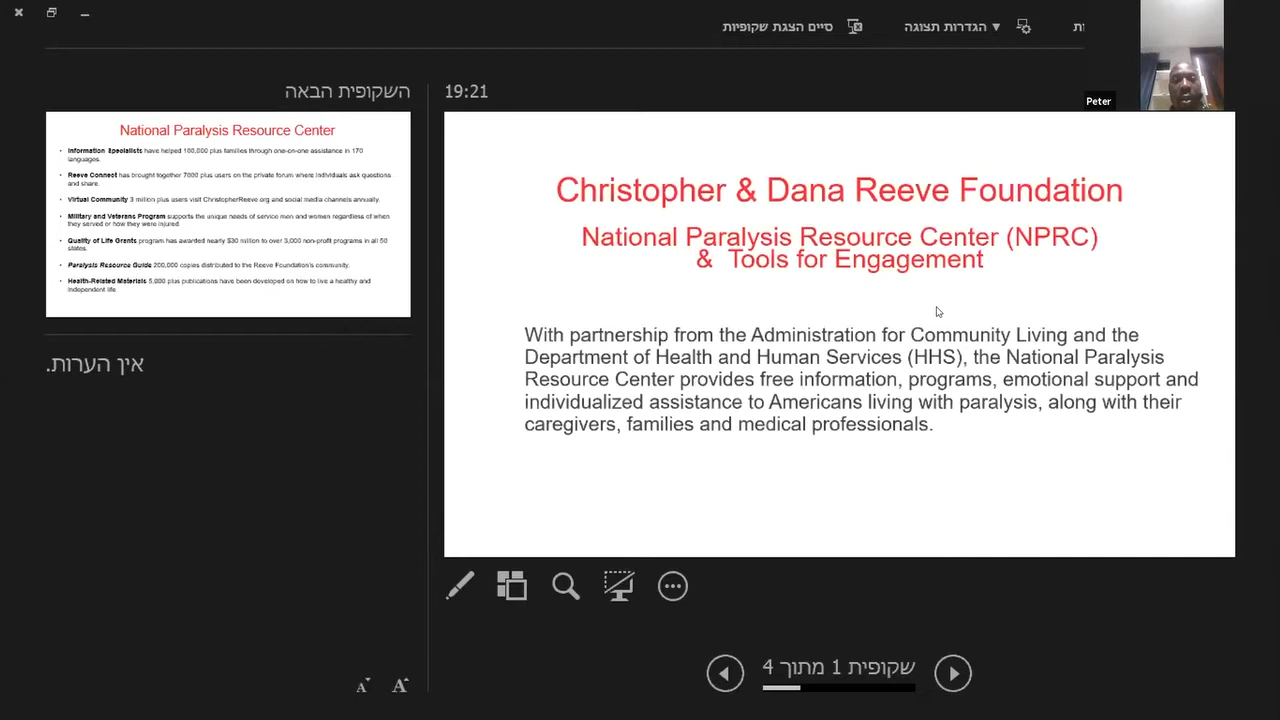 סיים הצגת שקופיות
הגדרות תצוגה ▼
Peter
השקופית הבאה
19:21
National Paralysis Resource Center
• Information Specialists have helped 100,000 plus families through one-on-one assistance in 170
languages.
• Reeve Connect has brought together 7000 plus users on the private forum where individuals ask questions
and share.
• Virtual Community 3 million plus users visit ChristopherReeve.org and social media channels annually.
• Military and Veterans Program supports the unique needs of service men and women regardless of when
they served or how they were injured.
• Quality of Life Grants program has awarded nearly $30 million to over 3,000 non-profit programs in all 50
states.
• Paralysis Resource Guide 200,000 copies distributed to the Reeve Foundation's community.
• Health-Related Materials 5,000 plus publications have been developed on how to live a healthy and
independent life
אין הערות.
Christopher & Dana Reeve Foundation
National Paralysis Resource Center (NPRC)
& Tools for Engagement
With partnership from the Administration for Community Living and the
Department of Health and Human Services (HHS), the National Paralysis
Resource Center provides free information, programs, emotional support and
individualized assistance to Americans living with paralysis, along with their
caregivers, families and medical professionals.
A A
שקופית 1 מתוך 4